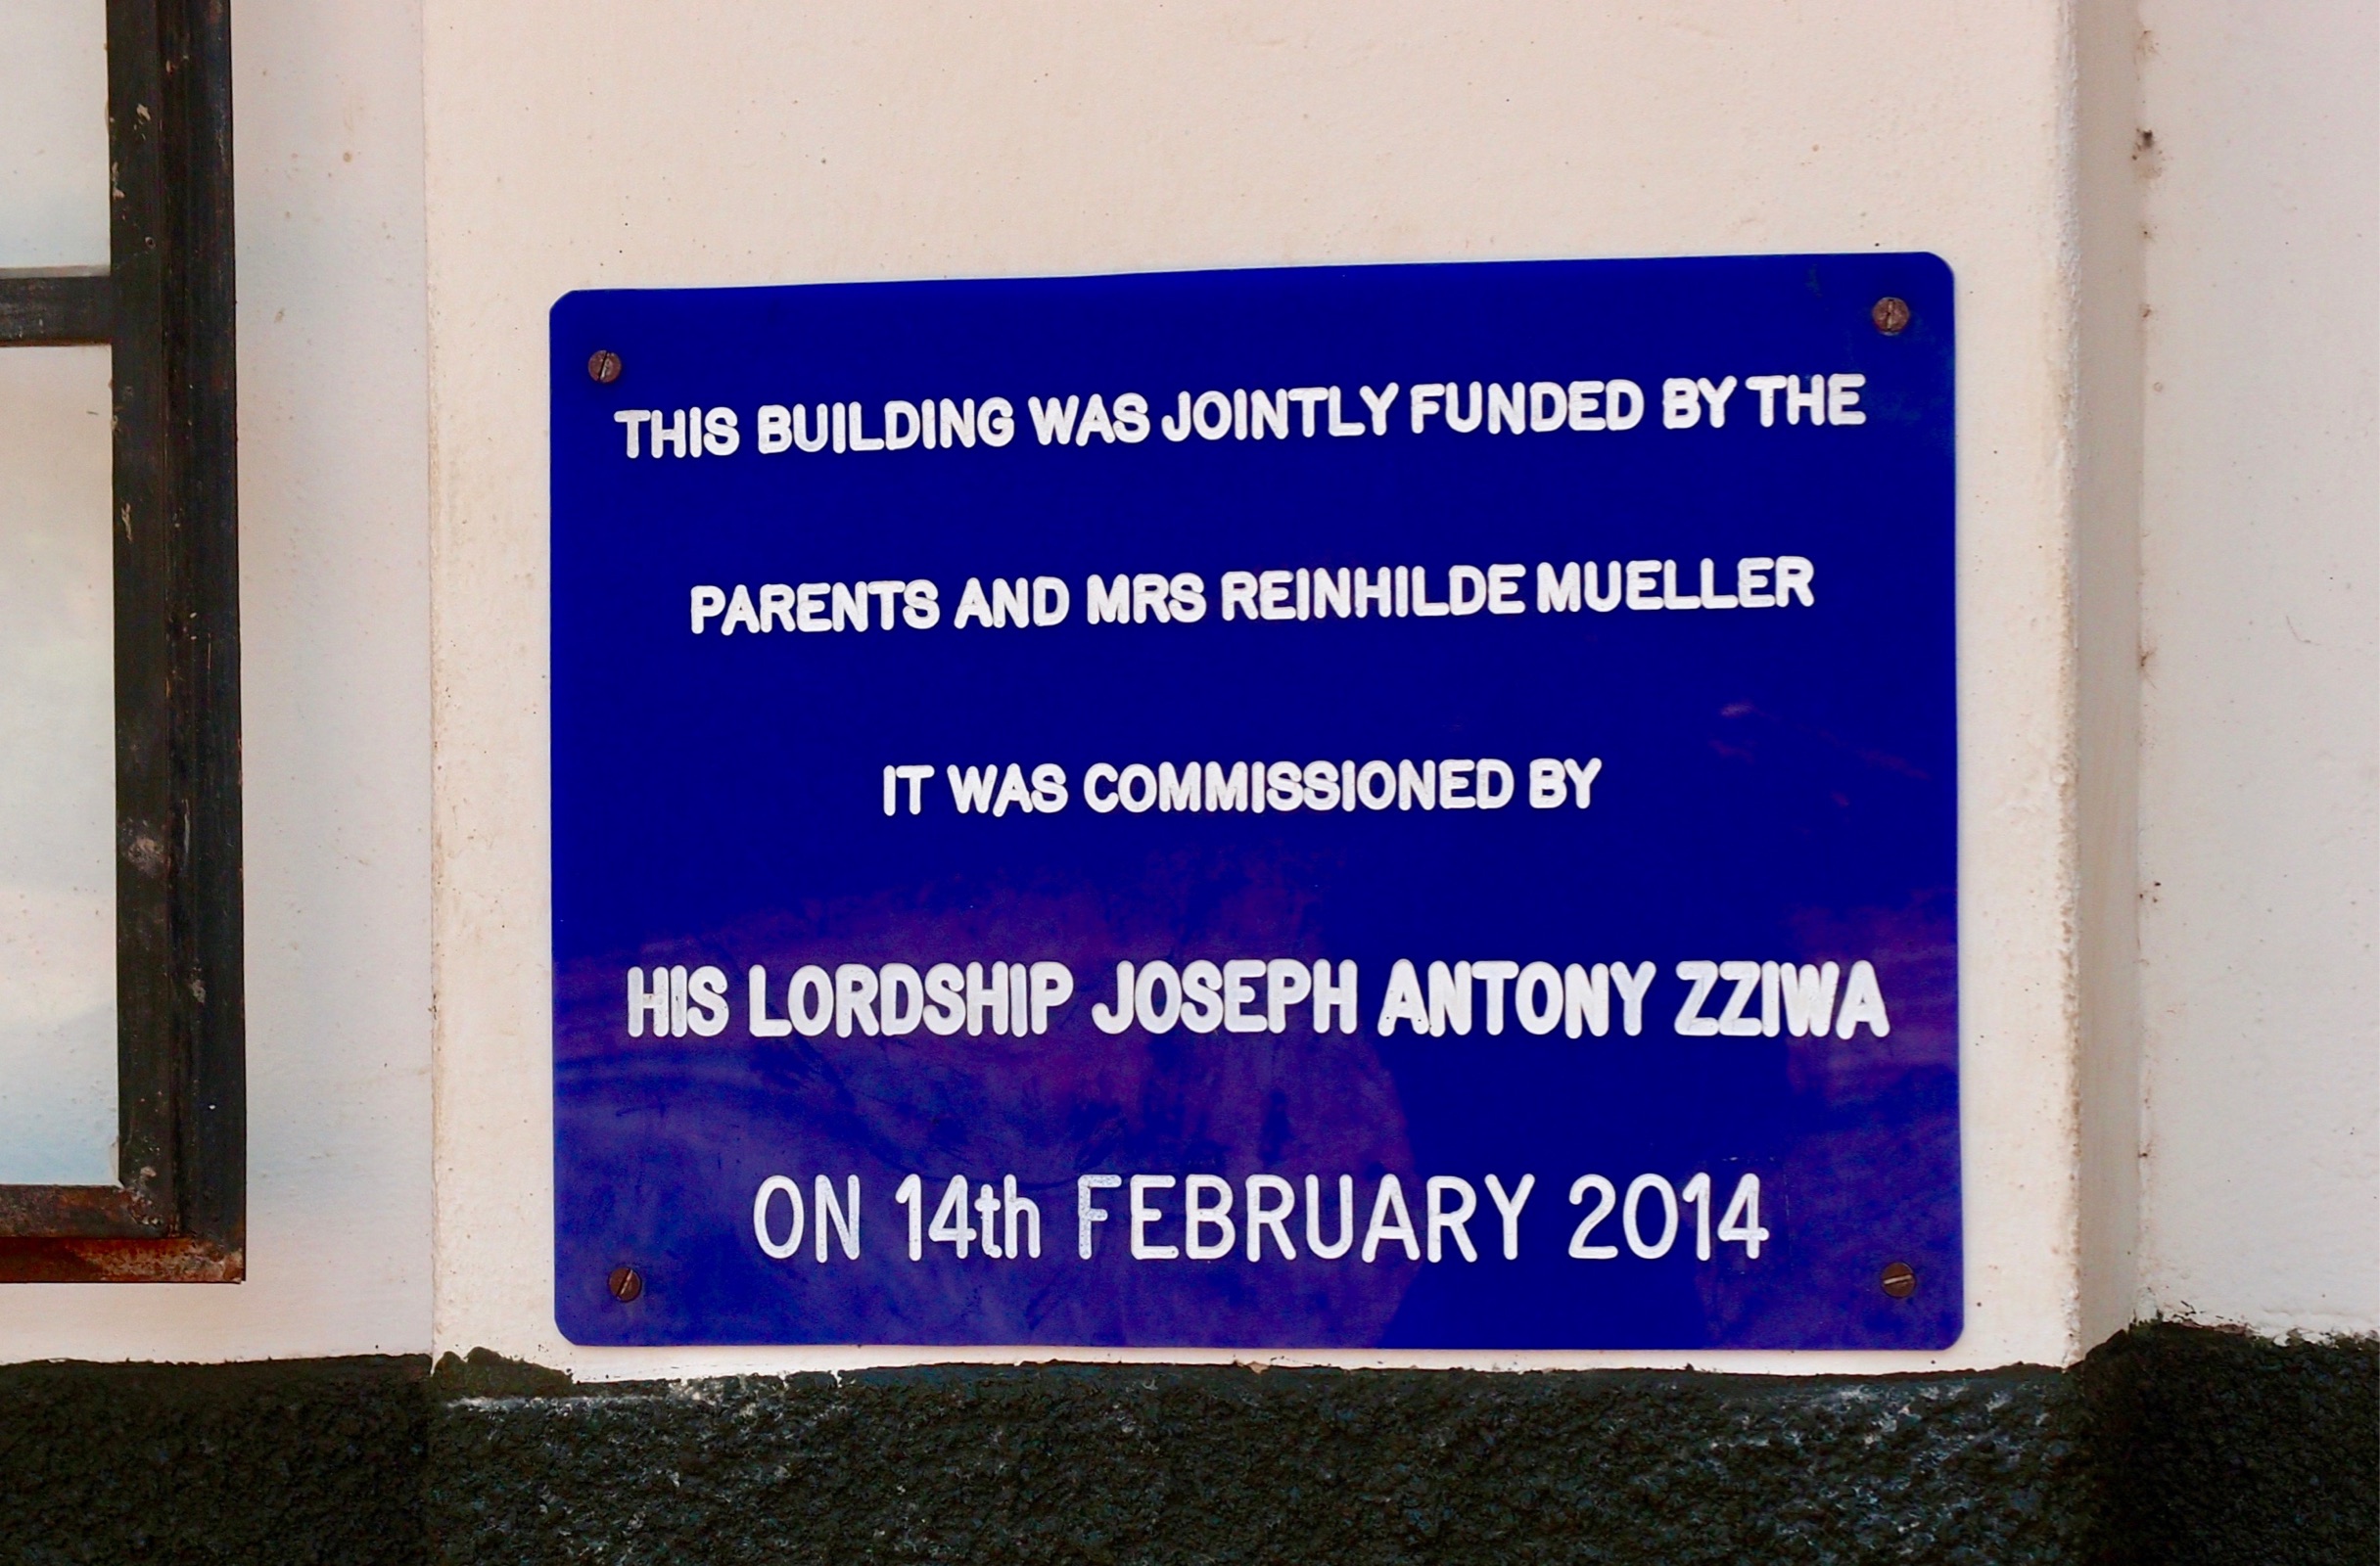 THIS BUILDING WAS JOINTLY FUNDED BY THE
PARENTS AND MRS REINHILDE MUELLER
IT WAS COMMISSIONED BY
HIS LORDSHIP JOSEPH ANTONY ZZIWA
ON 14th FEBRUARY 2014